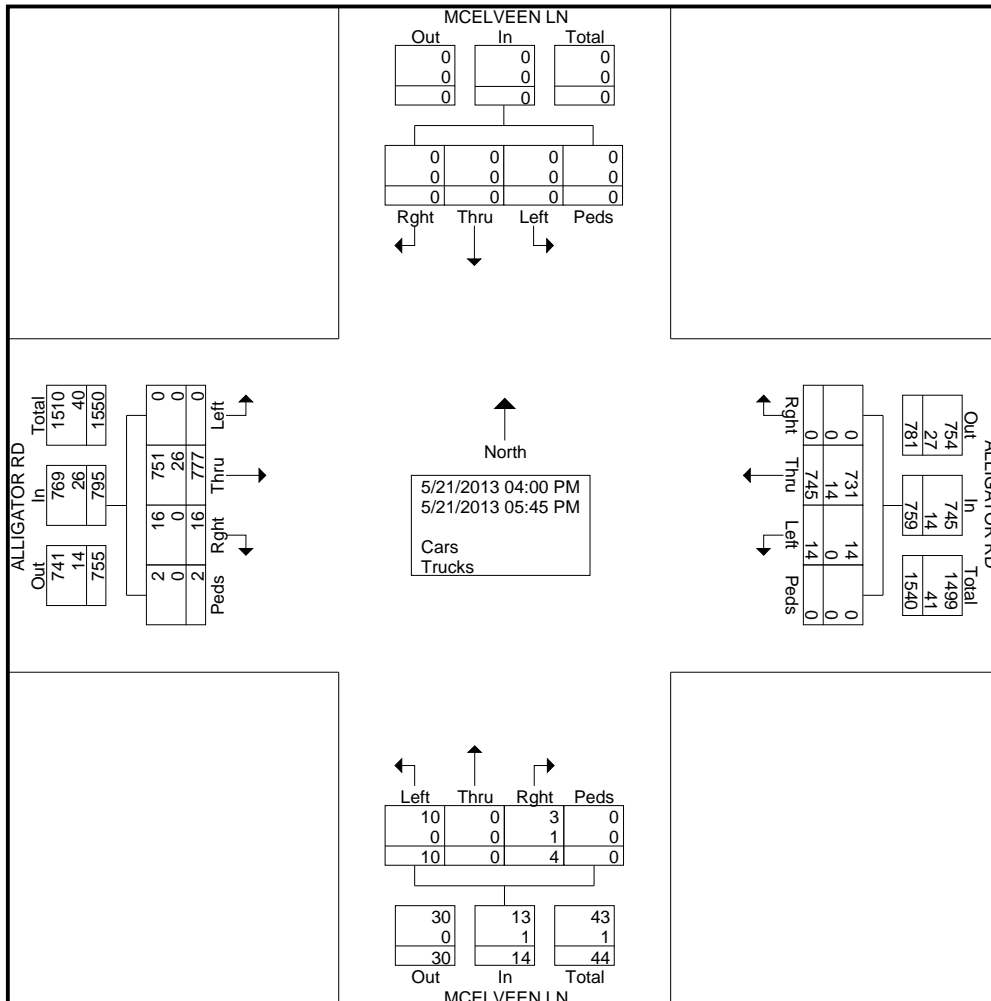 MCELVEEN LN
Out In Total
0 0 0
0 0 0
0 0 0
0 0 0 0
0 0 0 0
0 0 0 0
Rght Thru Left Peds
ALLIGATOR RD
Total In Out
1510 769 741
40 26 14
1550 795 755
0 751 16 2
0 26 0 0
0 777 16 2
Left Thru Rght Peds
North
5/21/2013 04:00 PM
5/21/2013 05:45 PM
Cars
Trucks
Rght Thru Left Peds
0 731 14 0
0 14 0 0
0 745 14 0
Out In Total
754 745 1499
27 14 41
781 759 1540
ALLIGATOR RD
Left Thru Rght Peds
10 0 3 0
0 0 1 0
10 0 4 0
30 13 43
0 1 1
30 14 44
Out In Total
MCELVEEN LN